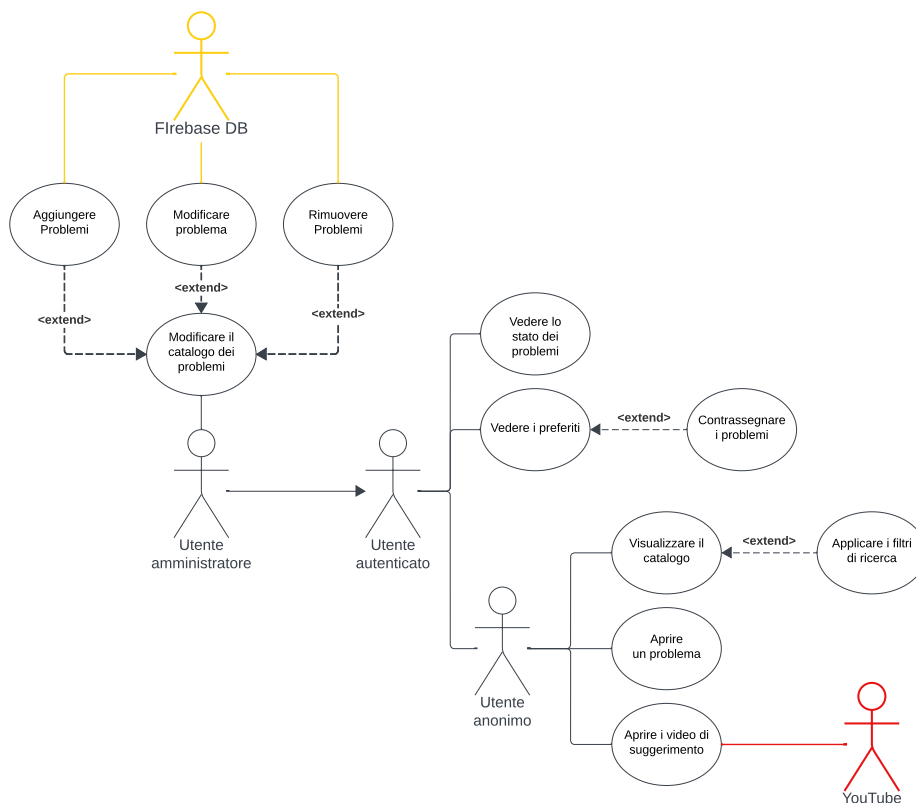 FIrebase DB
Aggiungere
Problemi
Modificare
problema
Rimuovere
Problemi
<extend>
<extend>
<extend>
Modificare il
catalogo dei
problemi
Vedere lo
stato dei
problemi
Vedere i preferiti
<extend>
Contrassegnare
i problemi
Utente
amministratore
Utente
autenticato
Visualizzare il
catalogo
<extend>
Applicare i filtri
di ricerca
Aprire
un problema
Utente
anonimo
Aprire i video di
suggerimento
YouTube